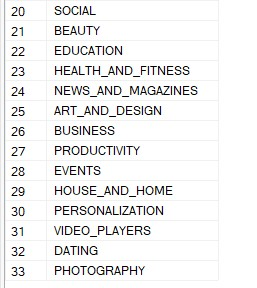 20 SOCIAL
21 BEAUTY
22 EDUCATION
23 HEALTH_AND_FITNESS
24 NEWS_AND_MAGAZINES
25 ART_AND_DESIGN
26 BUSINESS
27 PRODUCTIVITY
28 EVENTS
29 HOUSE_AND_HOME
30 PERSONALIZATION
31 VIDEO_PLAYERS
32 DATING
33 PHOTOGRAPHY